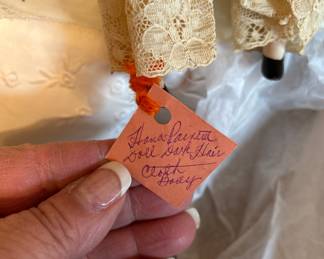 Hand Painted
Doll Dark Hair
Cloth
Body